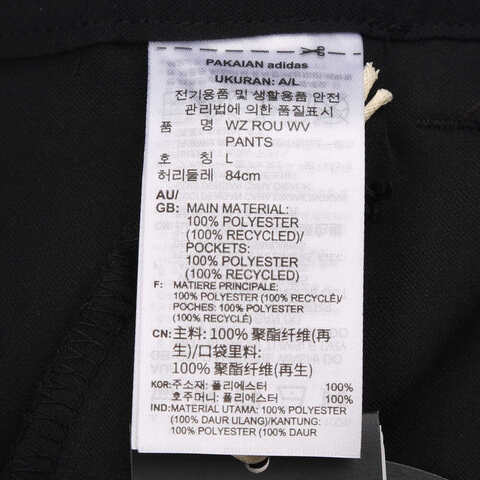 PAKAIAN adidas
UKURAN: A/L
전기용품 및 생활용품 안전
관리법에 의한 품질표시
품 명 WZ ROU WV
PANTS
호 칭 L
허리둘레 84cm
AU/
GB: MAIN MATERIAL:
100% POLYESTER
(100% RECYCLED)/
POCKETS:
100% POLYESTER
(100% RECYCLED)
F: MATIERE PRINCIPALE:
100% POLYESTER (100% RECYCLÉ)/
POCHES: 100% POLYESTER
(100% RECYCLÉ)
CN: 主料: 100% 聚酯纤维(再
生)/口袋里料:
100% 聚酯纤维(再生)
KOR: 주소재: 폴리에스터 100%
호주머니: 폴리에스터 100%
IND: MATERIAL UTAMA: 100% POLYESTER
(100% DAUR ULANG)/KANTUNG:
100% POLYESTER (100% DAUR